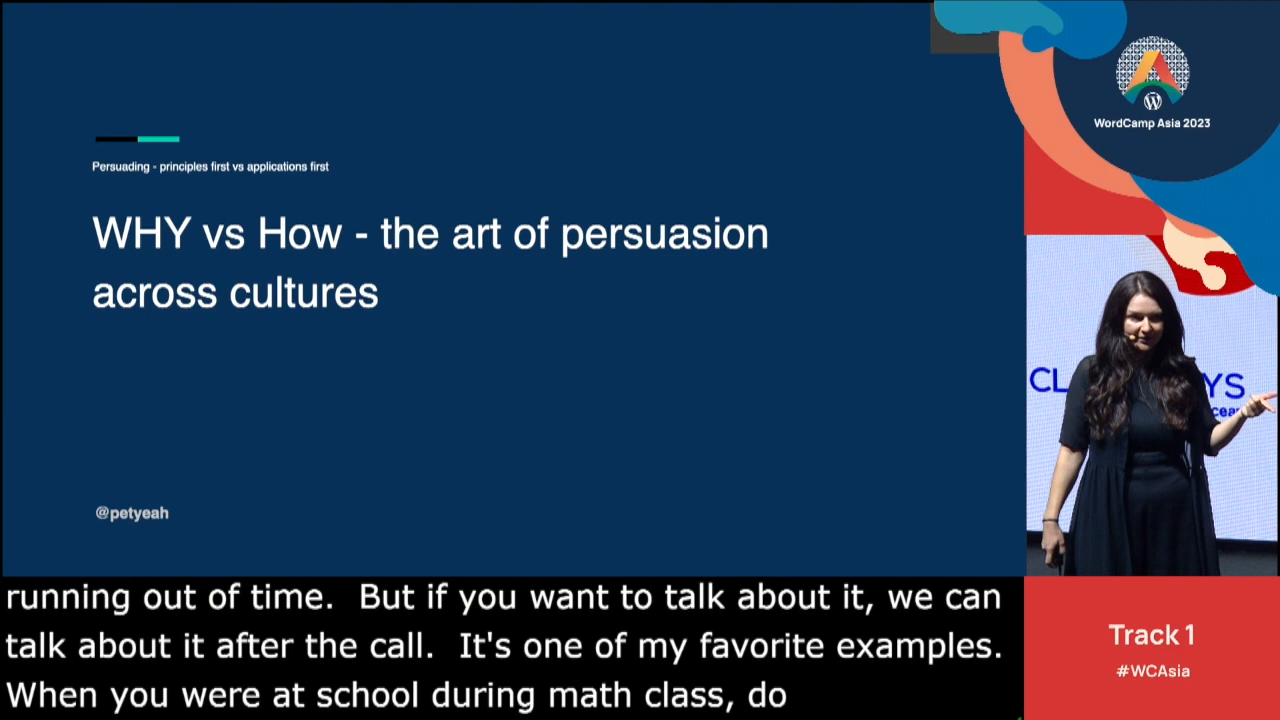 Persuading - principles first vs applications first
WHY vs How - the art of persuasion
across cultures
@petyeah
WordCamp Asia 2023
CL YS
cean
running out of time. But if you want to talk about it, we can
talk about it after the call. It's one of my favorite examples.
When you were at school during math class, do
Track 1
#WCAsia